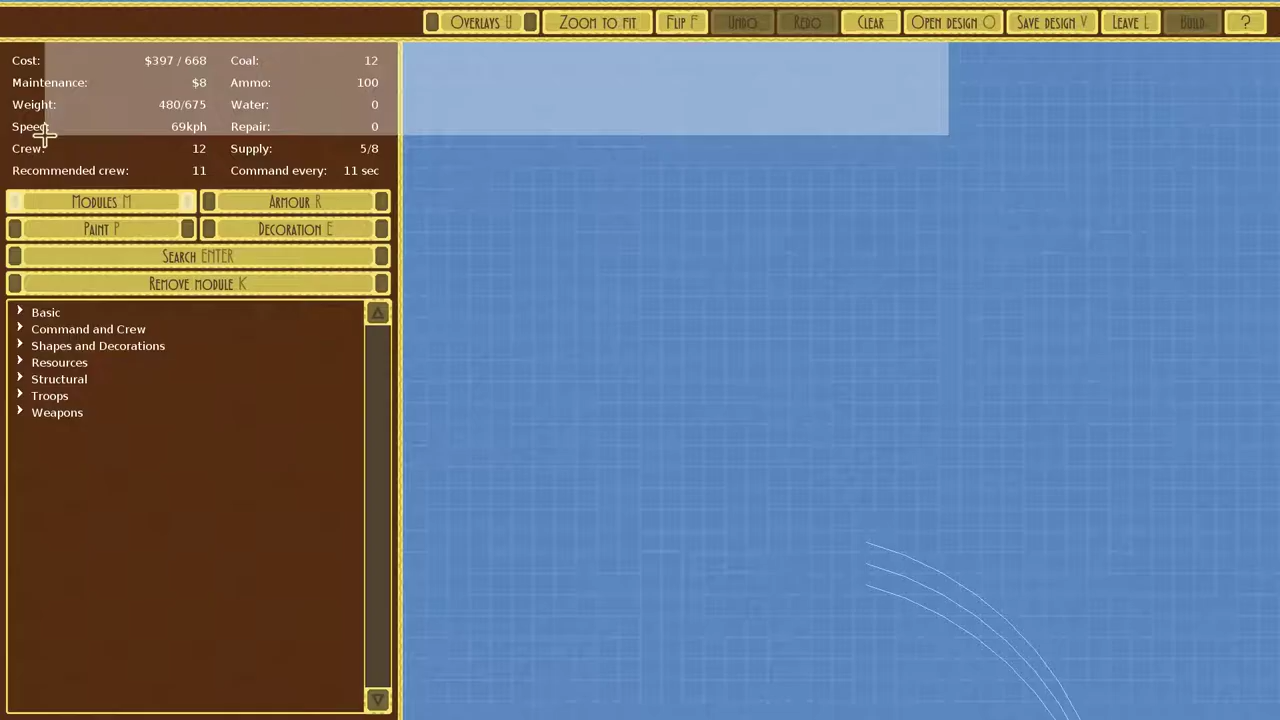 OVERLAYS U ZOOM TO FIT FLIP F UNDO REDO CLEAR OPEN DESIGN O SAVE DESIGN V LEAVE L BUILD ?
Cost: $397 / 668 Coal: 12
Maintenance: $8 Ammo: 100
Weight: 480/675 Water: 0
Speed: 69kph Repair: 0
Crew: 12 Supply: 5/8
Recommended crew: 11 Command every: 11 sec
MODULES M ARMOUR R
PAINT P DECORATION E
SEARCH ENTER
REMOVE MODULE K
Basic
Command and Crew
Shapes and Decorations
Resources
Structural
Troops
Weapons